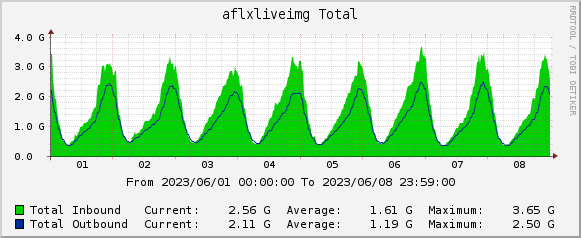 aflxliveimg Total
RRDTOOL / TOBI OETIKER
4.0 G
3.0 G
2.0 G
1.0 G
0.0
01 02 03 04 05 06 07 08
From 2023/06/01 00:00:00 To 2023/06/08 23:59:00
Total Inbound Current: 2.56 G Average: 1.61 G Maximum: 3.65 G
Total Outbound Current: 2.11 G Average: 1.19 G Maximum: 2.50 G